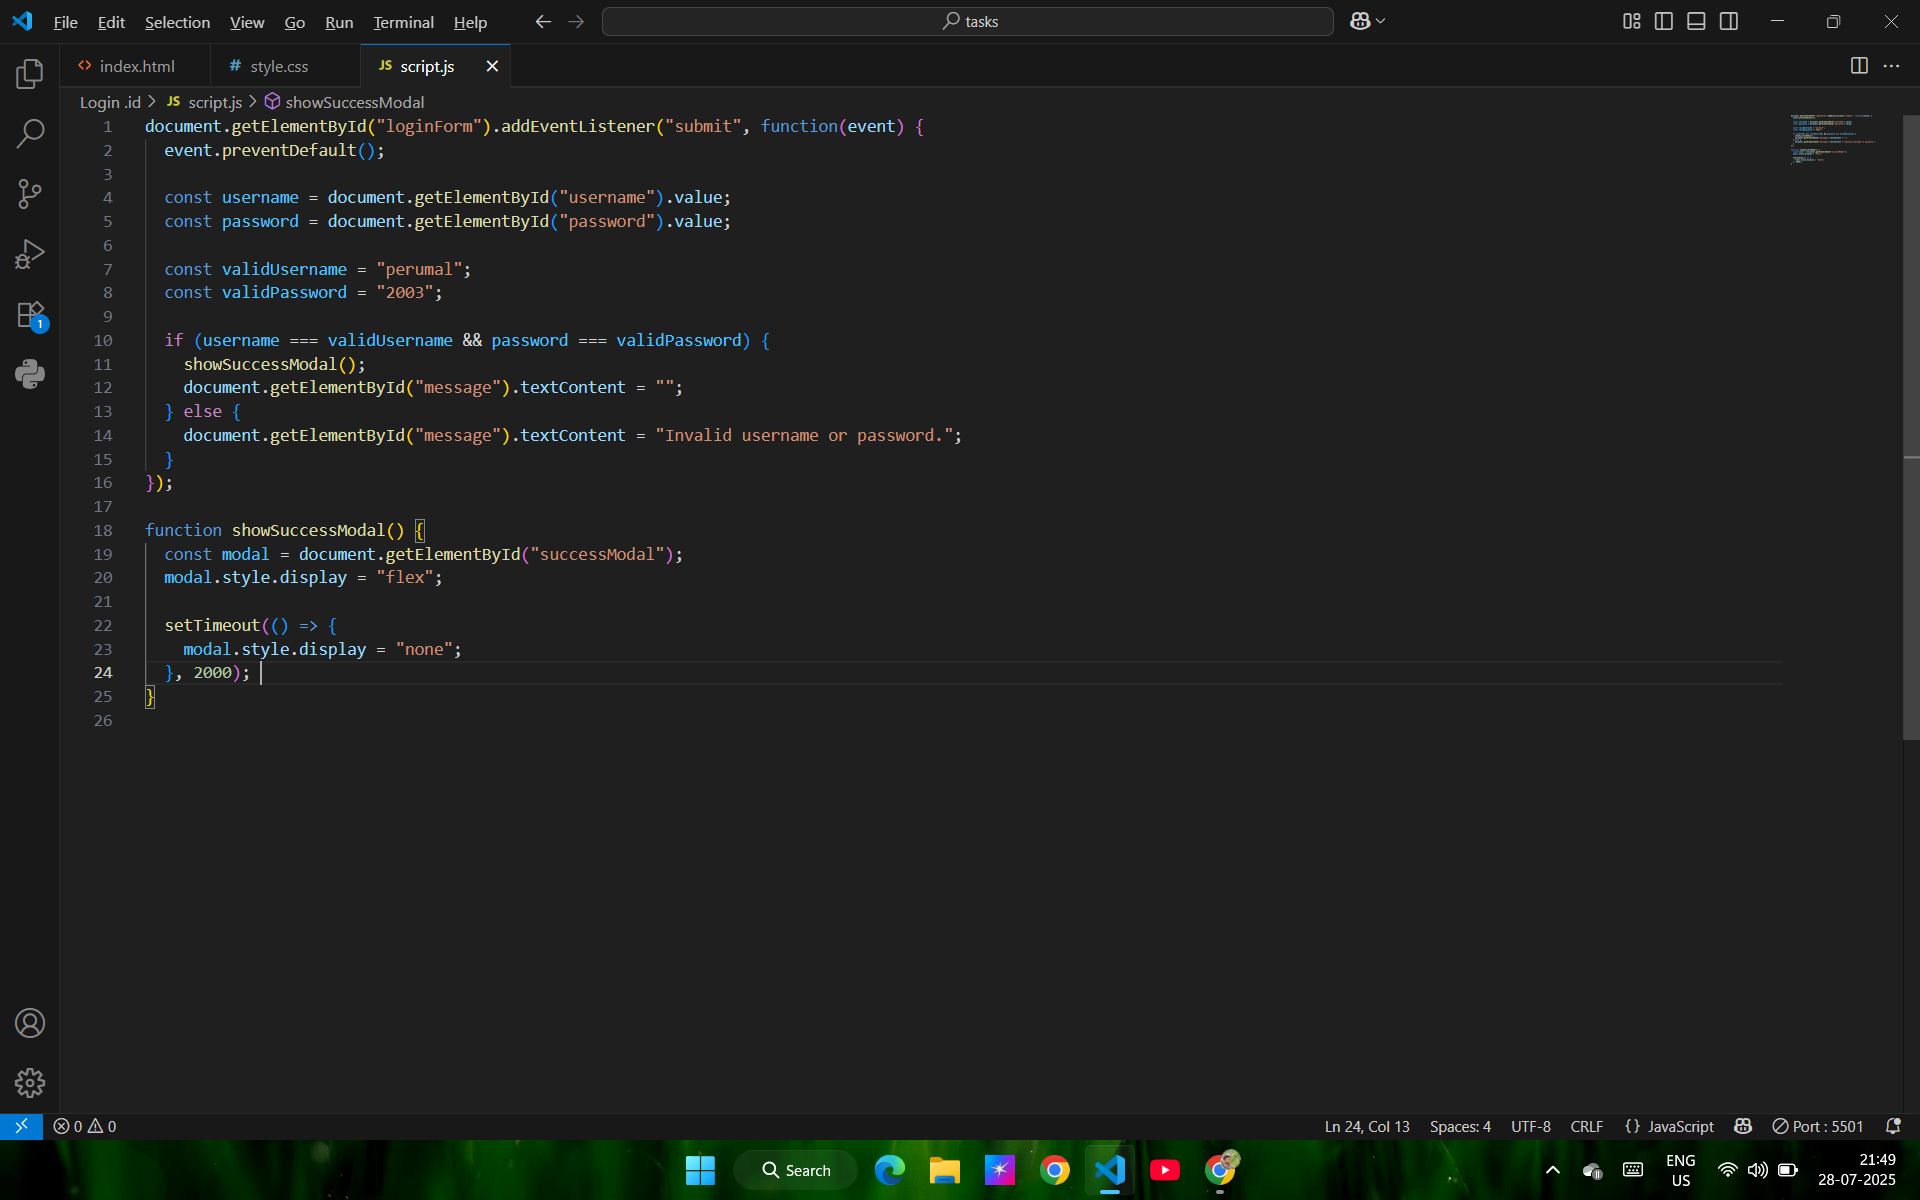 File Edit Selection View Go Run Terminal Help tasks
index.html # style.css JS script.js
Login .id > JS script.js > showSuccessModal
1 document.getElementById("loginForm").addEventListener("submit", function(event) {
2 event.preventDefault();
3
4 const username = document.getElementById("username").value;
5 const password = document.getElementById("password").value;
6
7 const validUsername = "perumal";
8 const validPassword = "2003";
9
10 if (username === validUsername && password === validPassword) {
11 showSuccessModal();
12 document.getElementById("message").textContent = "";
13 } else {
14 document.getElementById("message").textContent = "Invalid username or password.";
15 }
16 });
17
18 function showSuccessModal() {
19 const modal = document.getElementById("successModal");
20 modal.style.display = "flex";
21
22 setTimeout(() => {
23 modal.style.display = "none";
24 }, 2000);
25 }
26
1
0 0 Ln 24, Col 13 Spaces: 4 UTF-8 CRLF {} JavaScript Port : 5501
Search ENG US 21:49 28-07-2025